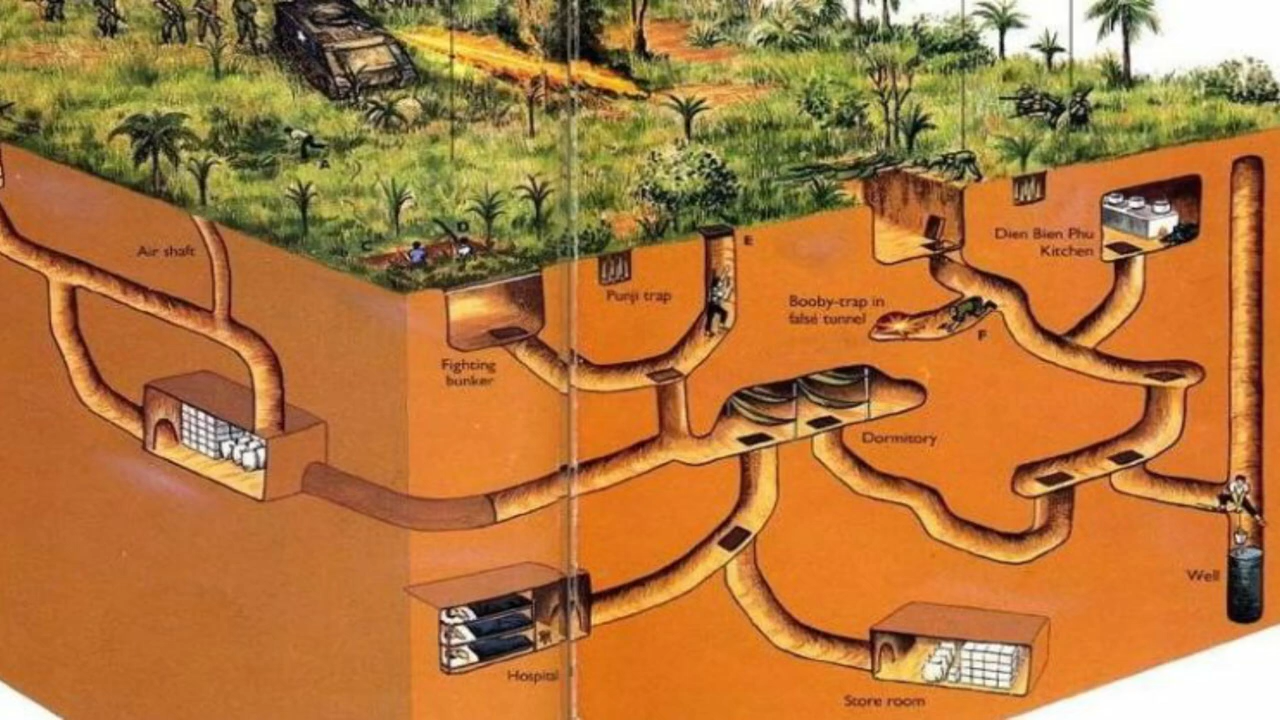 A
C
D
E
Air shaft
Dien Bien Phu
Kitchen
Punji trap
Booby-trap in
false tunnel
F
Fighting
bunker
Dormitory
Well
Hospital
Store room